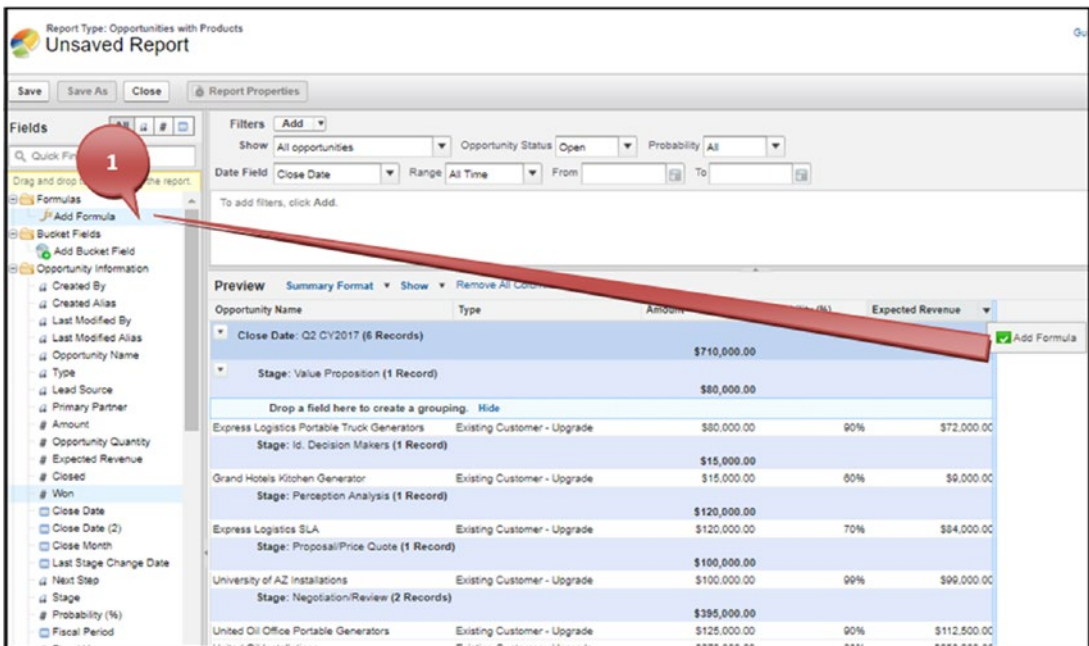 Report Type: Opportunities with Products
Unsaved Report
Save Save As Close Report Properties
Fields All #
Quick Fin
1
Drag and drop the report.
Formulas
Add Formula
Bucket Fields
Add Bucket Field
Opportunity Information
Created By
Created Alias
Last Modified By
Last Modified Alias
Opportunity Name
Type
Lead Source
Primary Partner
# Amount
# Opportunity Quantity
# Expected Revenue
# Closed
# Won
Close Date
Close Date (2)
Close Month
Last Stage Change Date
Next Step
Stage
# Probability (%)
Fiscal Period
Filters Add
Show All opportunities Opportunity Status Open Probability All
Date Field Close Date Range All Time From To
To add filters, click Add.
Preview Summary Format Show Remove All
Opportunity Name Type Amount (%) Expected Revenue
Add Formula
Close Date: Q2 CY2017 (6 Records)
$710,000.00
Stage: Value Proposition (1 Record)
$80,000.00
Drop a field here to create a grouping. Hide
Express Logistics Portable Truck Generators Existing Customer - Upgrade $80,000.00 90% $72,000.00
Stage: Id. Decision Makers (1 Record)
$15,000.00
Grand Hotels Kitchen Generator Existing Customer - Upgrade $15,000.00 60% $9,000.00
Stage: Perception Analysis (1 Record)
$120,000.00
Express Logistics SLA Existing Customer - Upgrade $120,000.00 70% $84,000.00
Stage: Proposal/Price Quote (1 Record)
$100,000.00
University of AZ Installations Existing Customer - Upgrade $100,000.00 99% $99,000.00
Stage: Negotiation/Review (2 Records)
$395,000.00
United Oil Office Portable Generators Existing Customer - Upgrade $125,000.00 90% $112,500.00